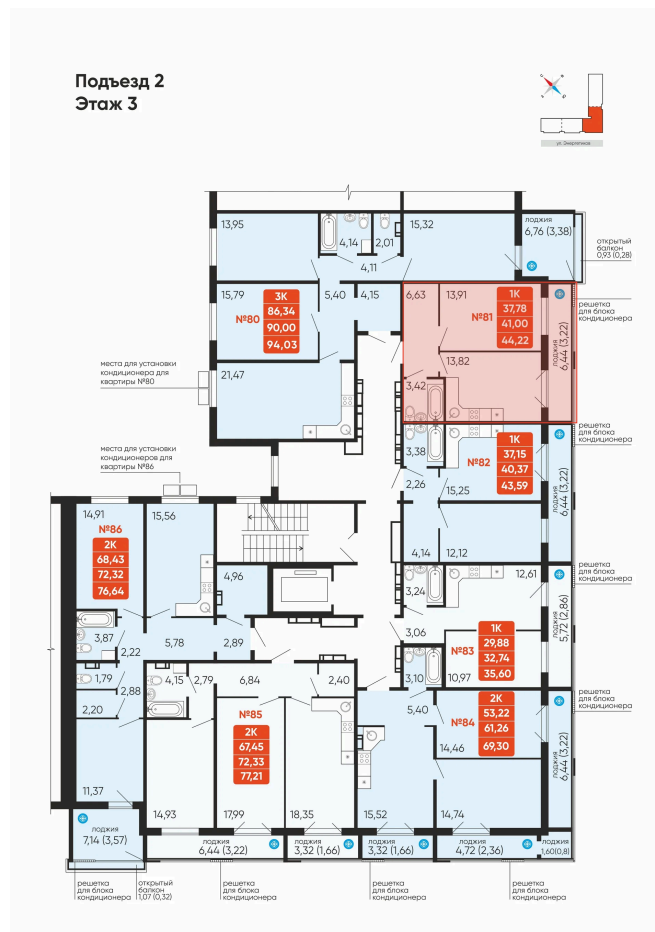 Подъезд 2
Этаж 3
ул. Энергетиков
13,95
4,14
2,01
15,32
лоджия
6,76 (3,38)
4,11
открытый
балкон
0,93 (0,28)
15,79
№80
3К
86,34
90,00
94,03
5,40
4,15
6,63
13,91
№81
1К
37,78
41,00
44,22
лоджия
6,44 (3,22)
решетка
для блока
кондиционера
13,82
3,42
21,47
места для установки
кондиционера для
квартиры №80
решетка
для блока
кондиционера
места для установки
кондиционеров для
квартиры №86
3,38
2,26
15,25
№82
1К
37,15
40,37
43,59
лоджия
6,44 (3,22)
14,91
№86
2К
68,43
72,32
76,64
15,56
4,14
12,12
4,96
решетка
для блока
кондиционера
3,24
12,61
3,87
2,22
5,78
2,89
3,06
№83
1К
29,88
32,74
35,60
10,97
лоджия
5,72 (2,86)
1,79
2,88
4,15
2,79
6,84
2,40
3,10
2,20
№85
2К
67,45
72,33
77,21
5,40
№84
2К
53,22
61,26
69,30
14,46
решетка
для блока
кондиционера
лоджия
6,44 (3,22)
11,37
14,93
17,99
18,35
15,52
14,74
лоджия
7,14 (3,57)
лоджия
6,44 (3,22)
лоджия
3,32 (1,66)
лоджия
3,32 (1,66)
лоджия
4,72 (2,36)
лоджия
1,60(0,8)
решетка
для блока
кондиционера
открытый
балкон
1,07 (0,32)
решетка
для блока
кондиционера
решетка
для блока
кондиционера
решетка
для блока
кондиционера
решетка
для блока
кондиционера